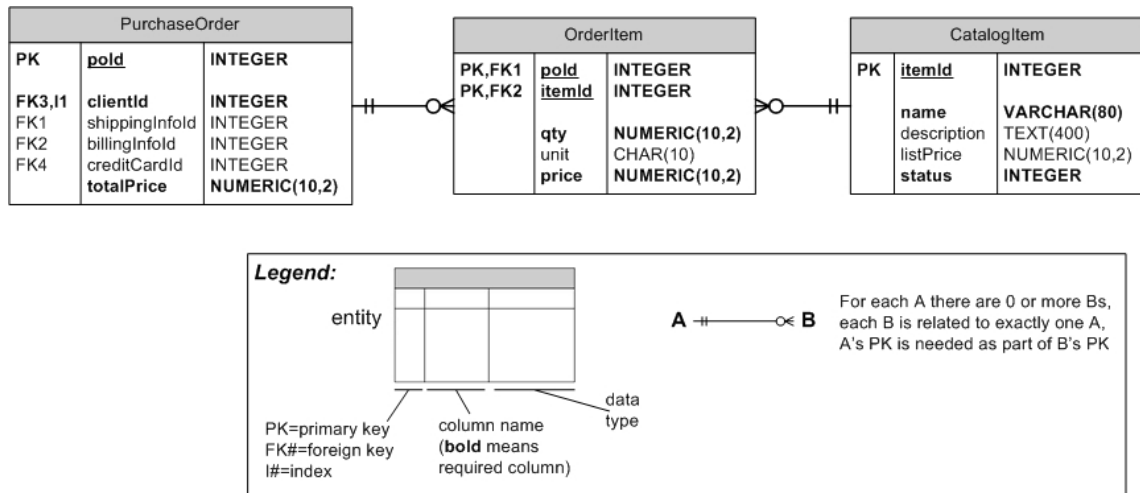 PurchaseOrder
PK poId INTEGER
FK3,I1 clientId INTEGER
FK1 shippingInfoId INTEGER
FK2 billingInfoId INTEGER
FK4 creditCardId INTEGER
totalPrice NUMERIC(10,2)
OrderItem
PK,FK1 poId INTEGER
PK,FK2 itemId INTEGER
qty NUMERIC(10,2)
unit CHAR(10)
price NUMERIC(10,2)
CatalogItem
PK itemId INTEGER
name VARCHAR(80)
description TEXT(400)
listPrice NUMERIC(10,2)
status INTEGER
Legend:
entity
PK=primary key
FK#=foreign key
I#=index
column name
(bold means
required column)
data
type
A B
For each A there are 0 or more Bs,
each B is related to exactly one A,
A's PK is needed as part of B's PK